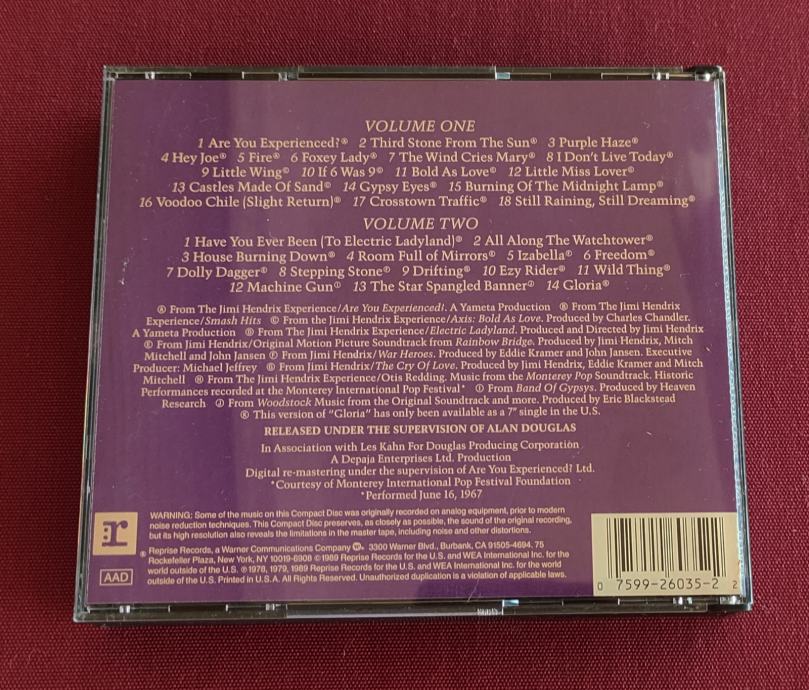 VOLUME ONE
1 Are You Experienced? 2 Third Stone From The Sun 3 Purple Haze
4 Hey Joe 5 Fire 6 Foxey Lady 7 The Wind Cries Mary 8 I Don't Live Today
9 Little Wing 10 If 6 Was 9 11 Bold As Love 12 Little Miss Lover
13 Castles Made Of Sand 14 Gypsy Eyes 15 Burning Of The Midnight Lamp
16 Voodoo Chile (Slight Return) 17 Crosstown Traffic 18 Still Raining, Still Dreaming
VOLUME TWO
1 Have You Ever Been (To Electric Ladyland) 2 All Along The Watchtower
3 House Burning Down 4 Room Full of Mirrors 5 Izabella 6 Freedom
7 Dolly Dagger 8 Stepping Stone 9 Drifting 10 Ezy Rider 11 Wild Thing
12 Machine Gun 13 The Star Spangled Banner 14 Gloria
Ⓐ From The Jimi Hendrix Experience/Are You Experienced?. A Yameta Production Ⓑ From The Jimi Hendrix
Experience/Smash Hits Ⓒ From the Jimi Hendrix Experience/Axis: Bold As Love. Produced by Charles Chandler.
A Yameta Production Ⓓ From The Jimi Hendrix Experience/Electric Ladyland. Produced and Directed by Jimi Hendrix
Ⓔ From Jimi Hendrix/Original Motion Picture Soundtrack from Rainbow Bridge. Produced by Jimi Hendrix, Mitch
Mitchell and John Jansen Ⓕ From Jimi Hendrix/War Heroes. Produced by Eddie Kramer and John Jansen. Executive
Producer: Michael Jeffrey Ⓖ From Jimi Hendrix/The Cry Of Love. Produced by Jimi Hendrix, Eddie Kramer and Mitch
Mitchell Ⓗ From The Jimi Hendrix Experience/Otis Redding. Music from the Monterey Pop Soundtrack. Historic
Performances recorded at the Monterey International Pop Festival* Ⓘ From Band Of Gypsys. Produced by Heaven
Research Ⓙ From Woodstock Music from the Original Soundtrack and more. Produced by Eric Blackstead
Ⓚ This version of "Gloria" has only been available as a 7" single in the U.S.
RELEASED UNDER THE SUPERVISION OF ALAN DOUGLAS
In Association with Les Kahn For Douglas Producing Corporation
A Depaja Enterprises Ltd. Production
Digital re-mastering under the supervision of Are You Experienced? Ltd.
*Courtesy of Monterey International Pop Festival Foundation
*Performed June 16, 1967
WARNING: Some of the music on this Compact Disc was originally recorded on analog equipment, prior to modern
noise reduction techniques. This Compact Disc preserves, as closely as possible, the sound of the original recording,
but its high resolution also reveals the limitations in the master tape, including noise and other distortions.
r
® Reprise Records, a Warner Communications Company 3300 Warner Blvd., Burbank, CA 91505-4694. 75
Rockefeller Plaza, New York, NY 10019-6908 ©1989 Reprise Records for the U.S. and WEA International Inc. for the
world outside of the U.S. ℗ 1978, 1979, 1989 Reprise Records for the U.S. and WEA International Inc. for the world
outside of the U.S. Printed in U.S.A. All Rights Reserved. Unauthorized duplication is a violation of applicable laws.
AAD
0 7599-26035-2 2